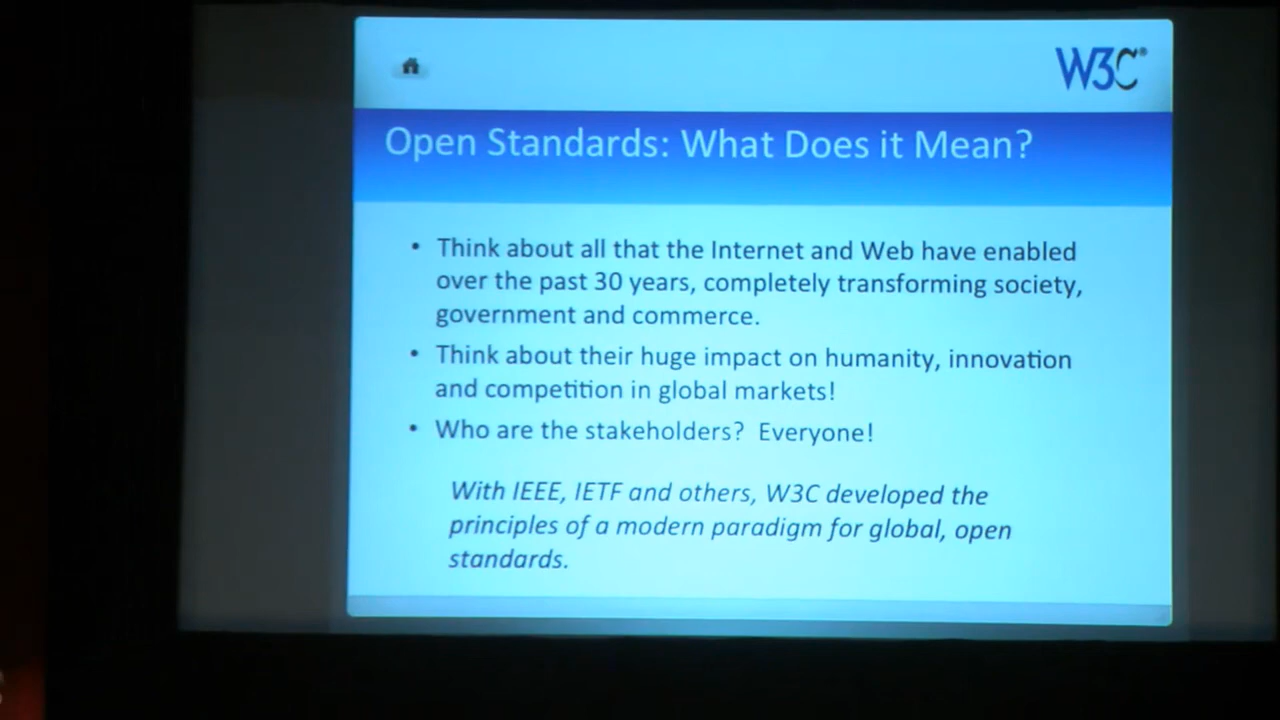 W3C®
Open Standards: What Does it Mean?
• Think about all that the Internet and Web have enabled
over the past 30 years, completely transforming society,
government and commerce.
• Think about their huge impact on humanity, innovation
and competition in global markets!
• Who are the stakeholders?  Everyone!
With IEEE, IETF and others, W3C developed the
principles of a modern paradigm for global, open
standards.